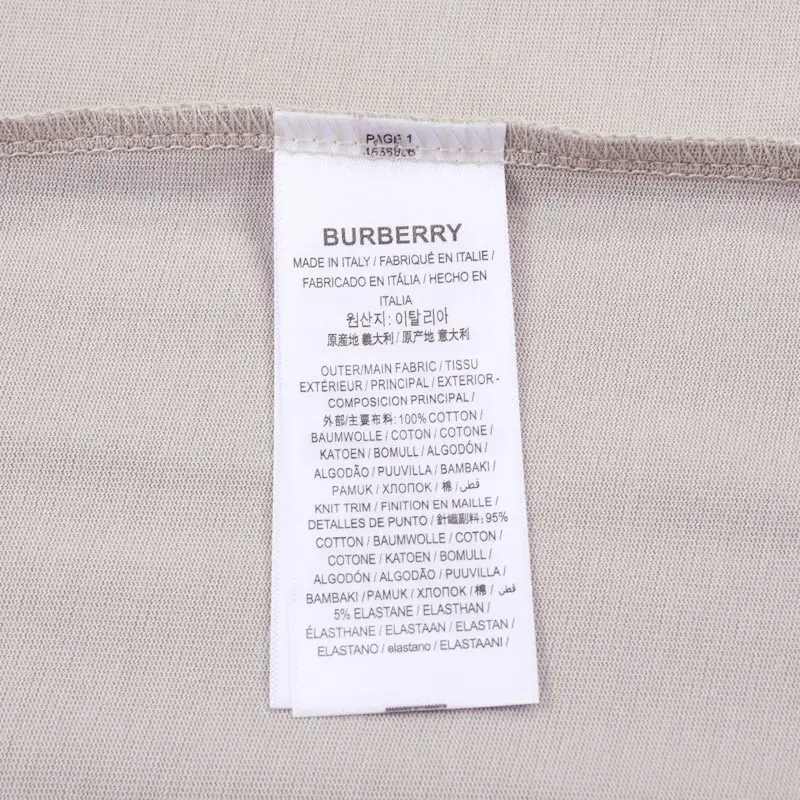 PAGE 1
BURBERRY
MADE IN ITALY / FABRIQUÉ EN ITALIE /
FABRICADO EN ITÁLIA / HECHO EN
ITALIA
원산지: 이탈리아
原産地 義大利 / 原产地 意大利
OUTER/MAIN FABRIC / TISSU
EXTÉRIEUR / PRINCIPAL / EXTERIOR -
COMPOSICION PRINCIPAL /
外部/主要布料: 100% COTTON /
BAUMWOLLE / COTON / COTONE /
KATOEN / BOMULL / ALGODÓN /
ALGODÃO / PUUVILLA / BAMBAKI /
PAMUK / ХЛОПОК / 棉 / قطن /
KNIT TRIM / FINITION EN MAILLE /
DETALLES DE PUNTO / 針織副料: 95%
COTTON / BAUMWOLLE / COTON /
COTONE / KATOEN / BOMULL /
ALGODÓN / ALGODÃO / PUUVILLA /
BAMBAKI / PAMUK / ХЛОПОК / 棉 / قطن /
5% ELASTANE / ELASTHAN /
ÉLASTHANE / ELASTAAN / ELASTAN /
ELASTANO / elastano / ELASTAANI /